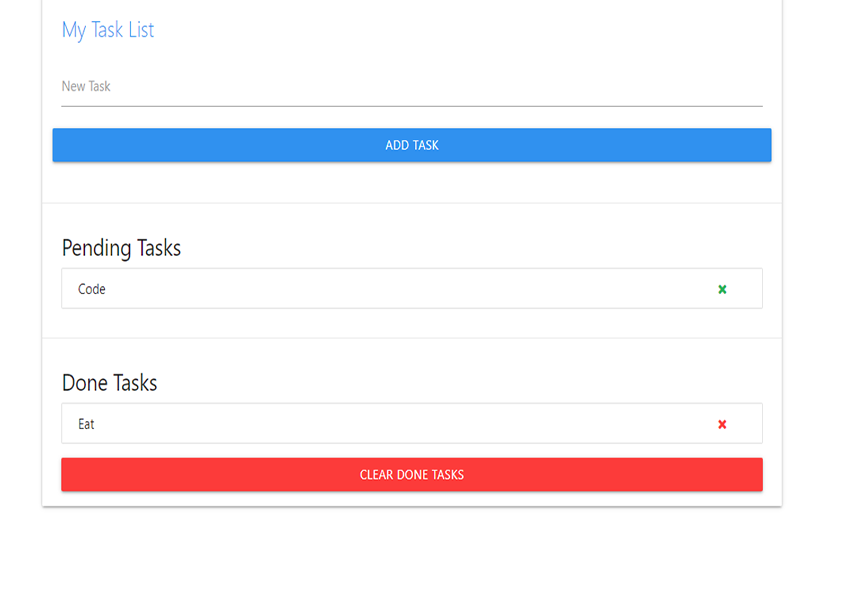 My Task List
New Task
ADD TASK
Pending Tasks
Code
Done Tasks
Eat
CLEAR DONE TASKS